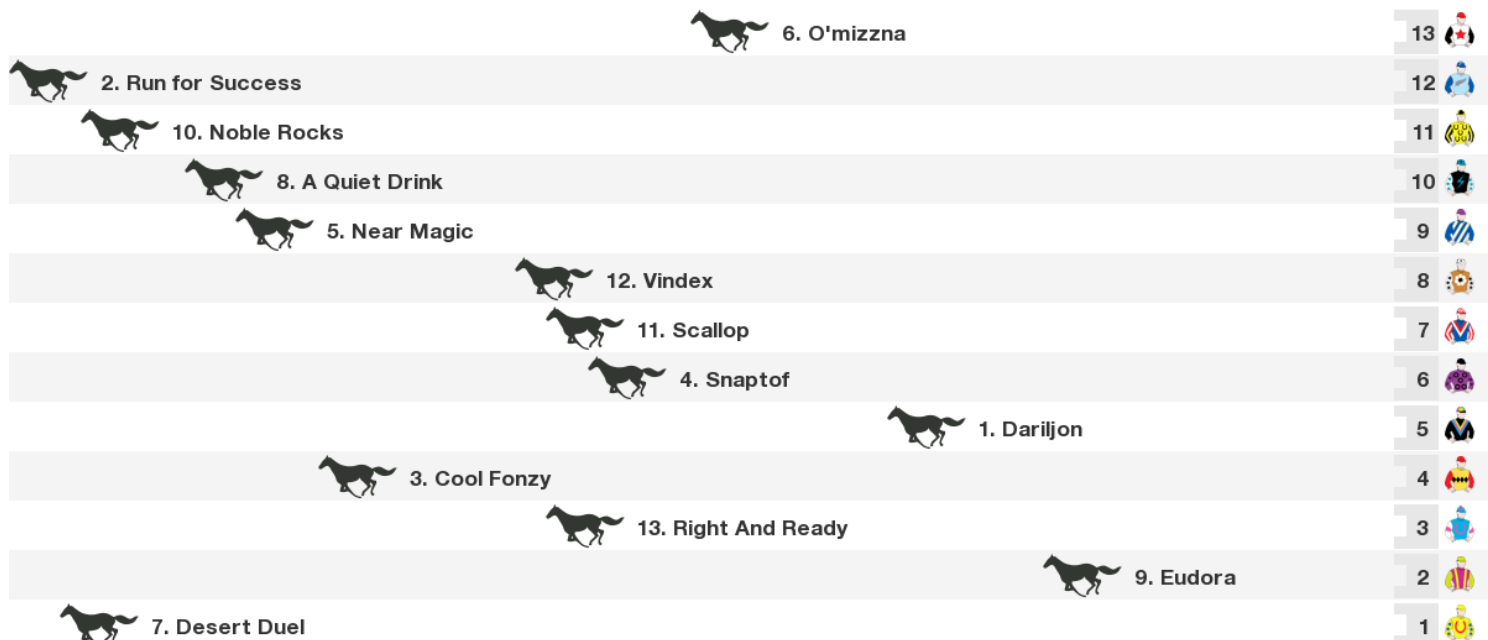 6. O'mizzna 13
2. Run for Success 12
10. Noble Rocks 11
8. A Quiet Drink 10
5. Near Magic 9
12. Vindex 8
11. Scallop 7
4. Snaptof 6
1. Dariljon 5
3. Cool Fonzy 4
13. Right And Ready 3
9. Eudora 2
7. Desert Duel 1